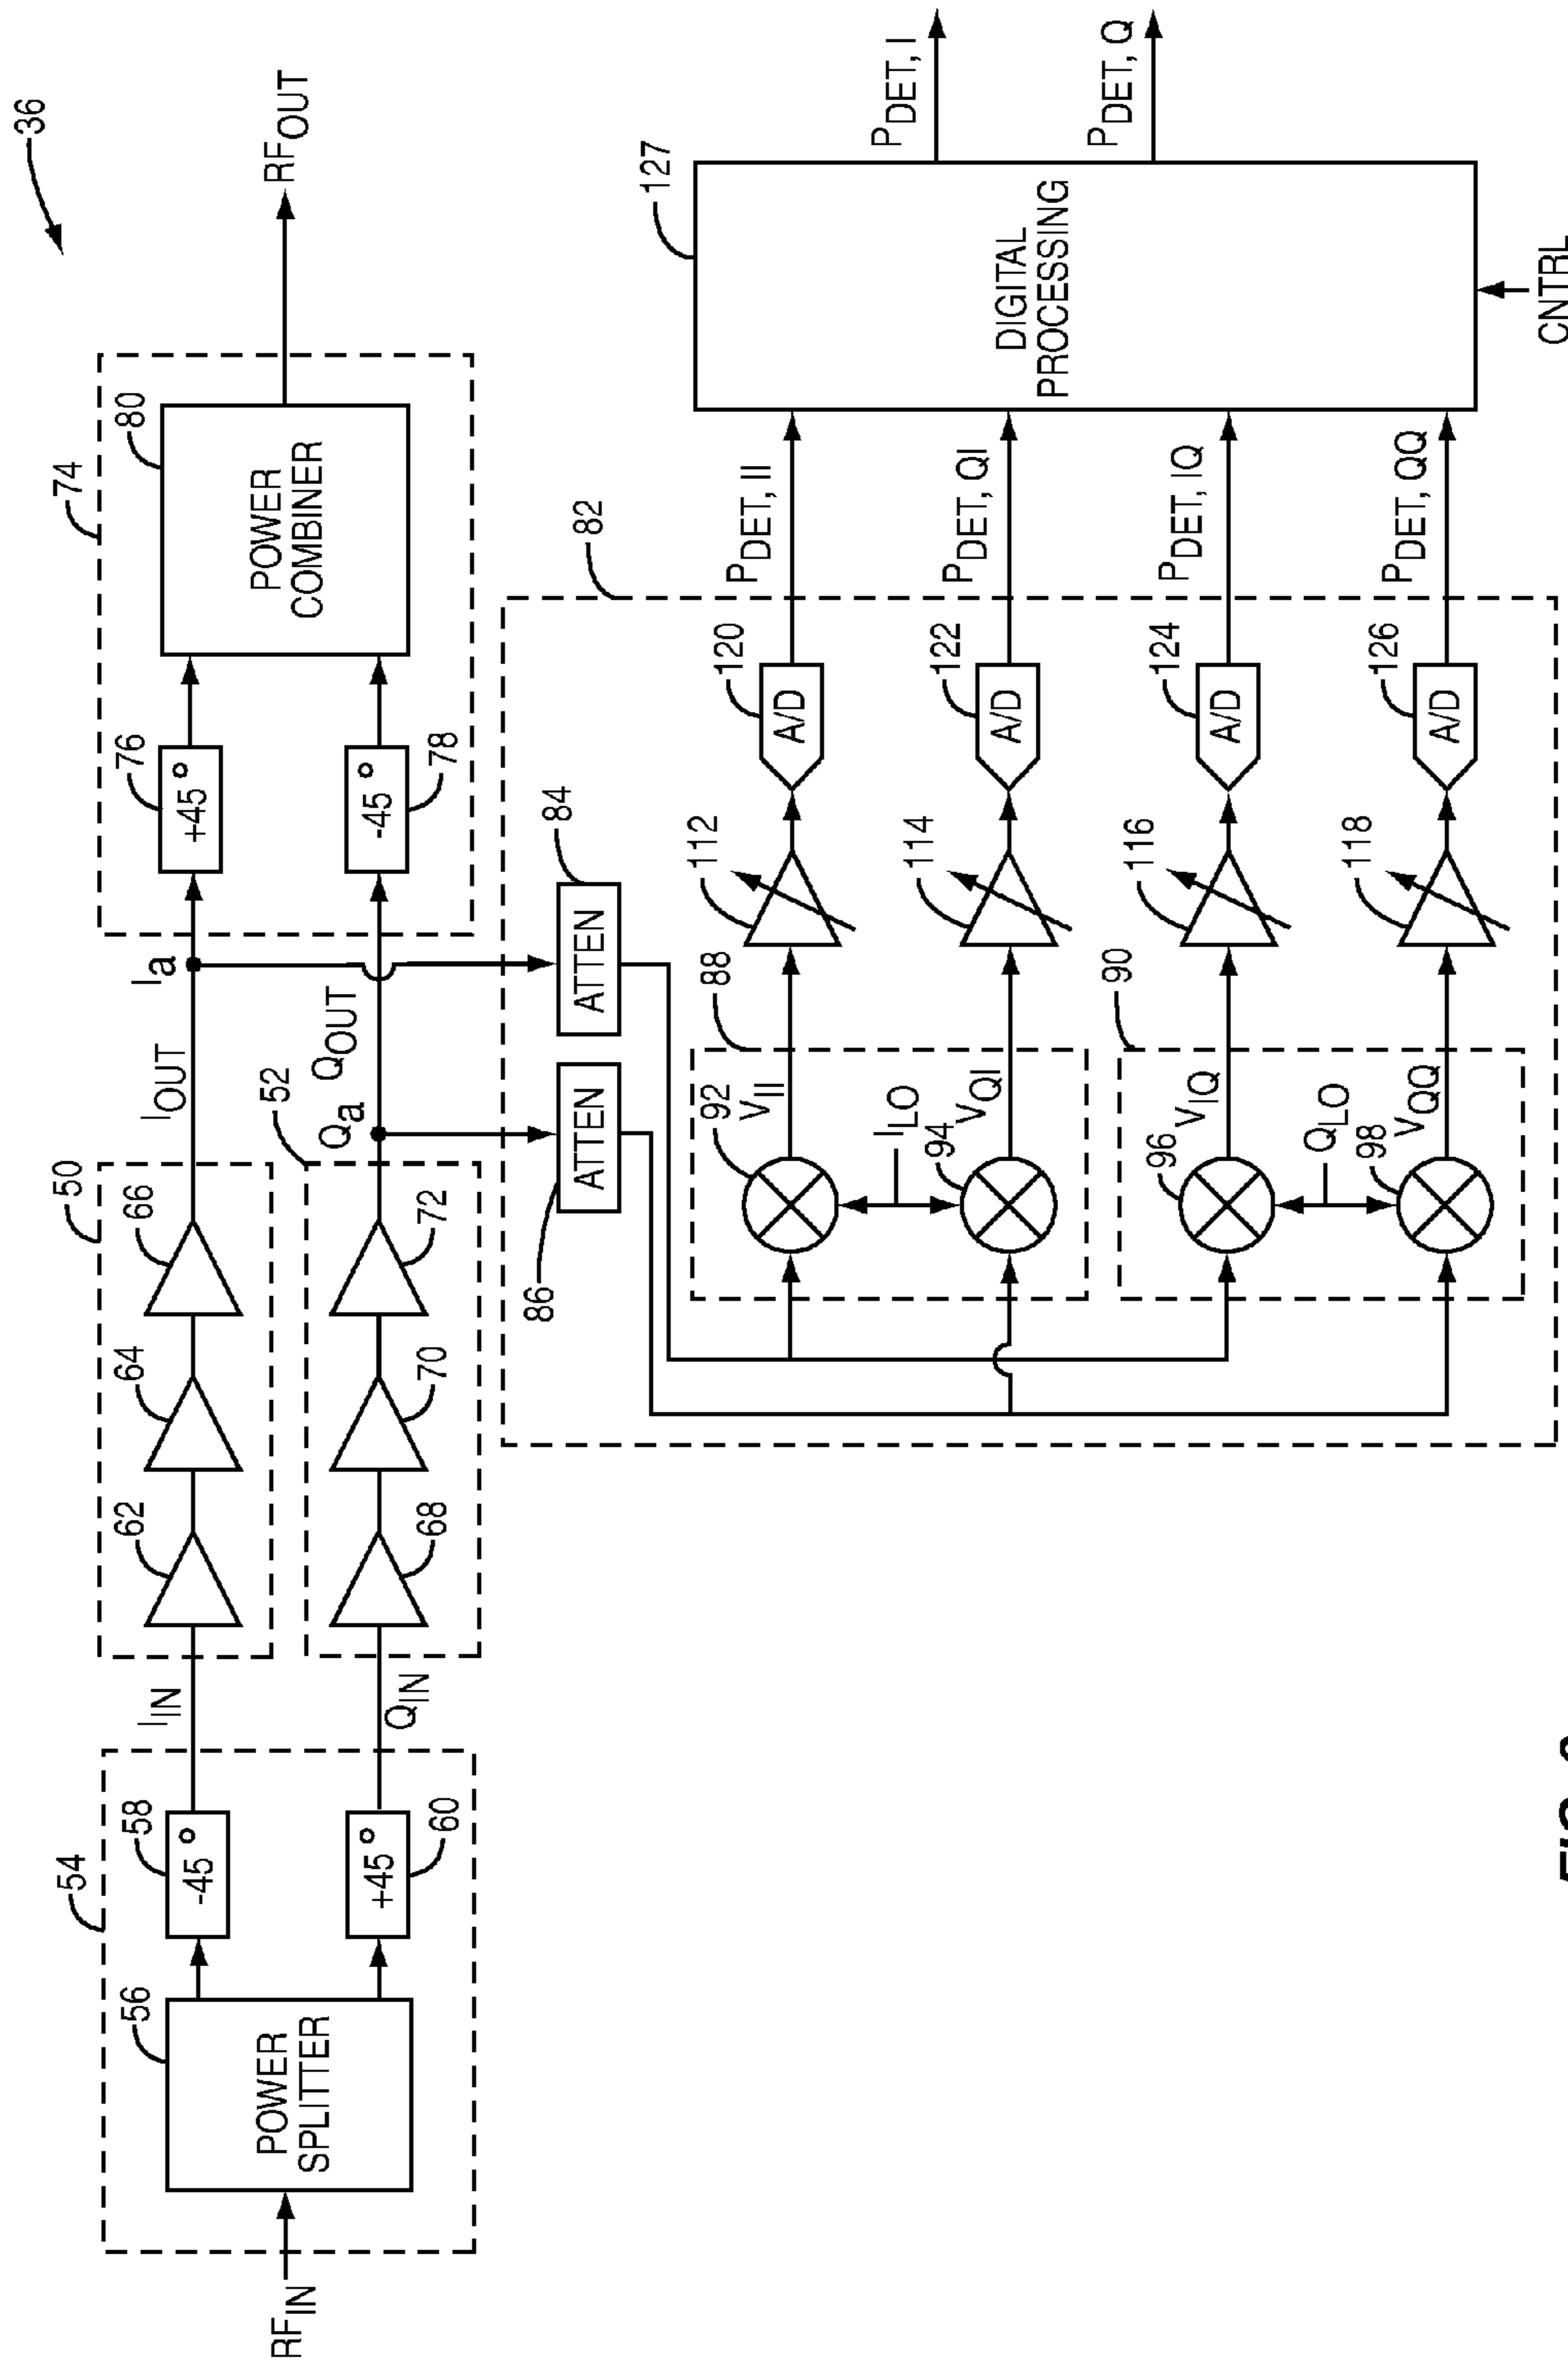 36
54
56
POWER
SPLITTER
RF_IN
58
-45°
60
+45°
I_IN
Q_IN
50
62
64
66
52
68
70
72
I_OUT
I_a
Q_a
Q_OUT
74
76
+45°
78
-45°
80
POWER
COMBINER
RF_OUT
82
84
ATTEN
86
ATTEN
88
92
V_II
I_LO
94
V_QI
90
96
V_IQ
Q_LO
98
V_QQ
112
114
116
118
120
A/D
122
A/D
124
A/D
126
A/D
P_DET, II
P_DET, QI
P_DET, IQ
P_DET, QQ
127
DIGITAL
PROCESSING
CNTRL
P_DET, I
P_DET, Q